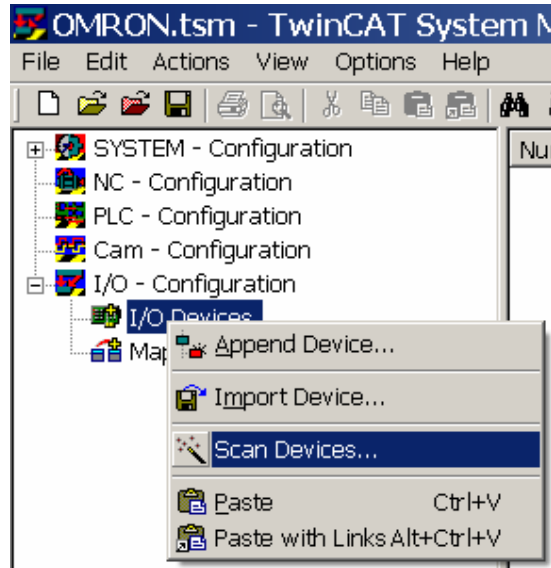 OMRON.tsm - TwinCAT System
File Edit Actions View Options Help
SYSTEM - Configuration
Nu
NC - Configuration
PLC - Configuration
Cam - Configuration
I/O - Configuration
I/O Devices
Map
Append Device...
Import Device...
Scan Devices...
Paste Ctrl+V
Paste with Links Alt+Ctrl+V